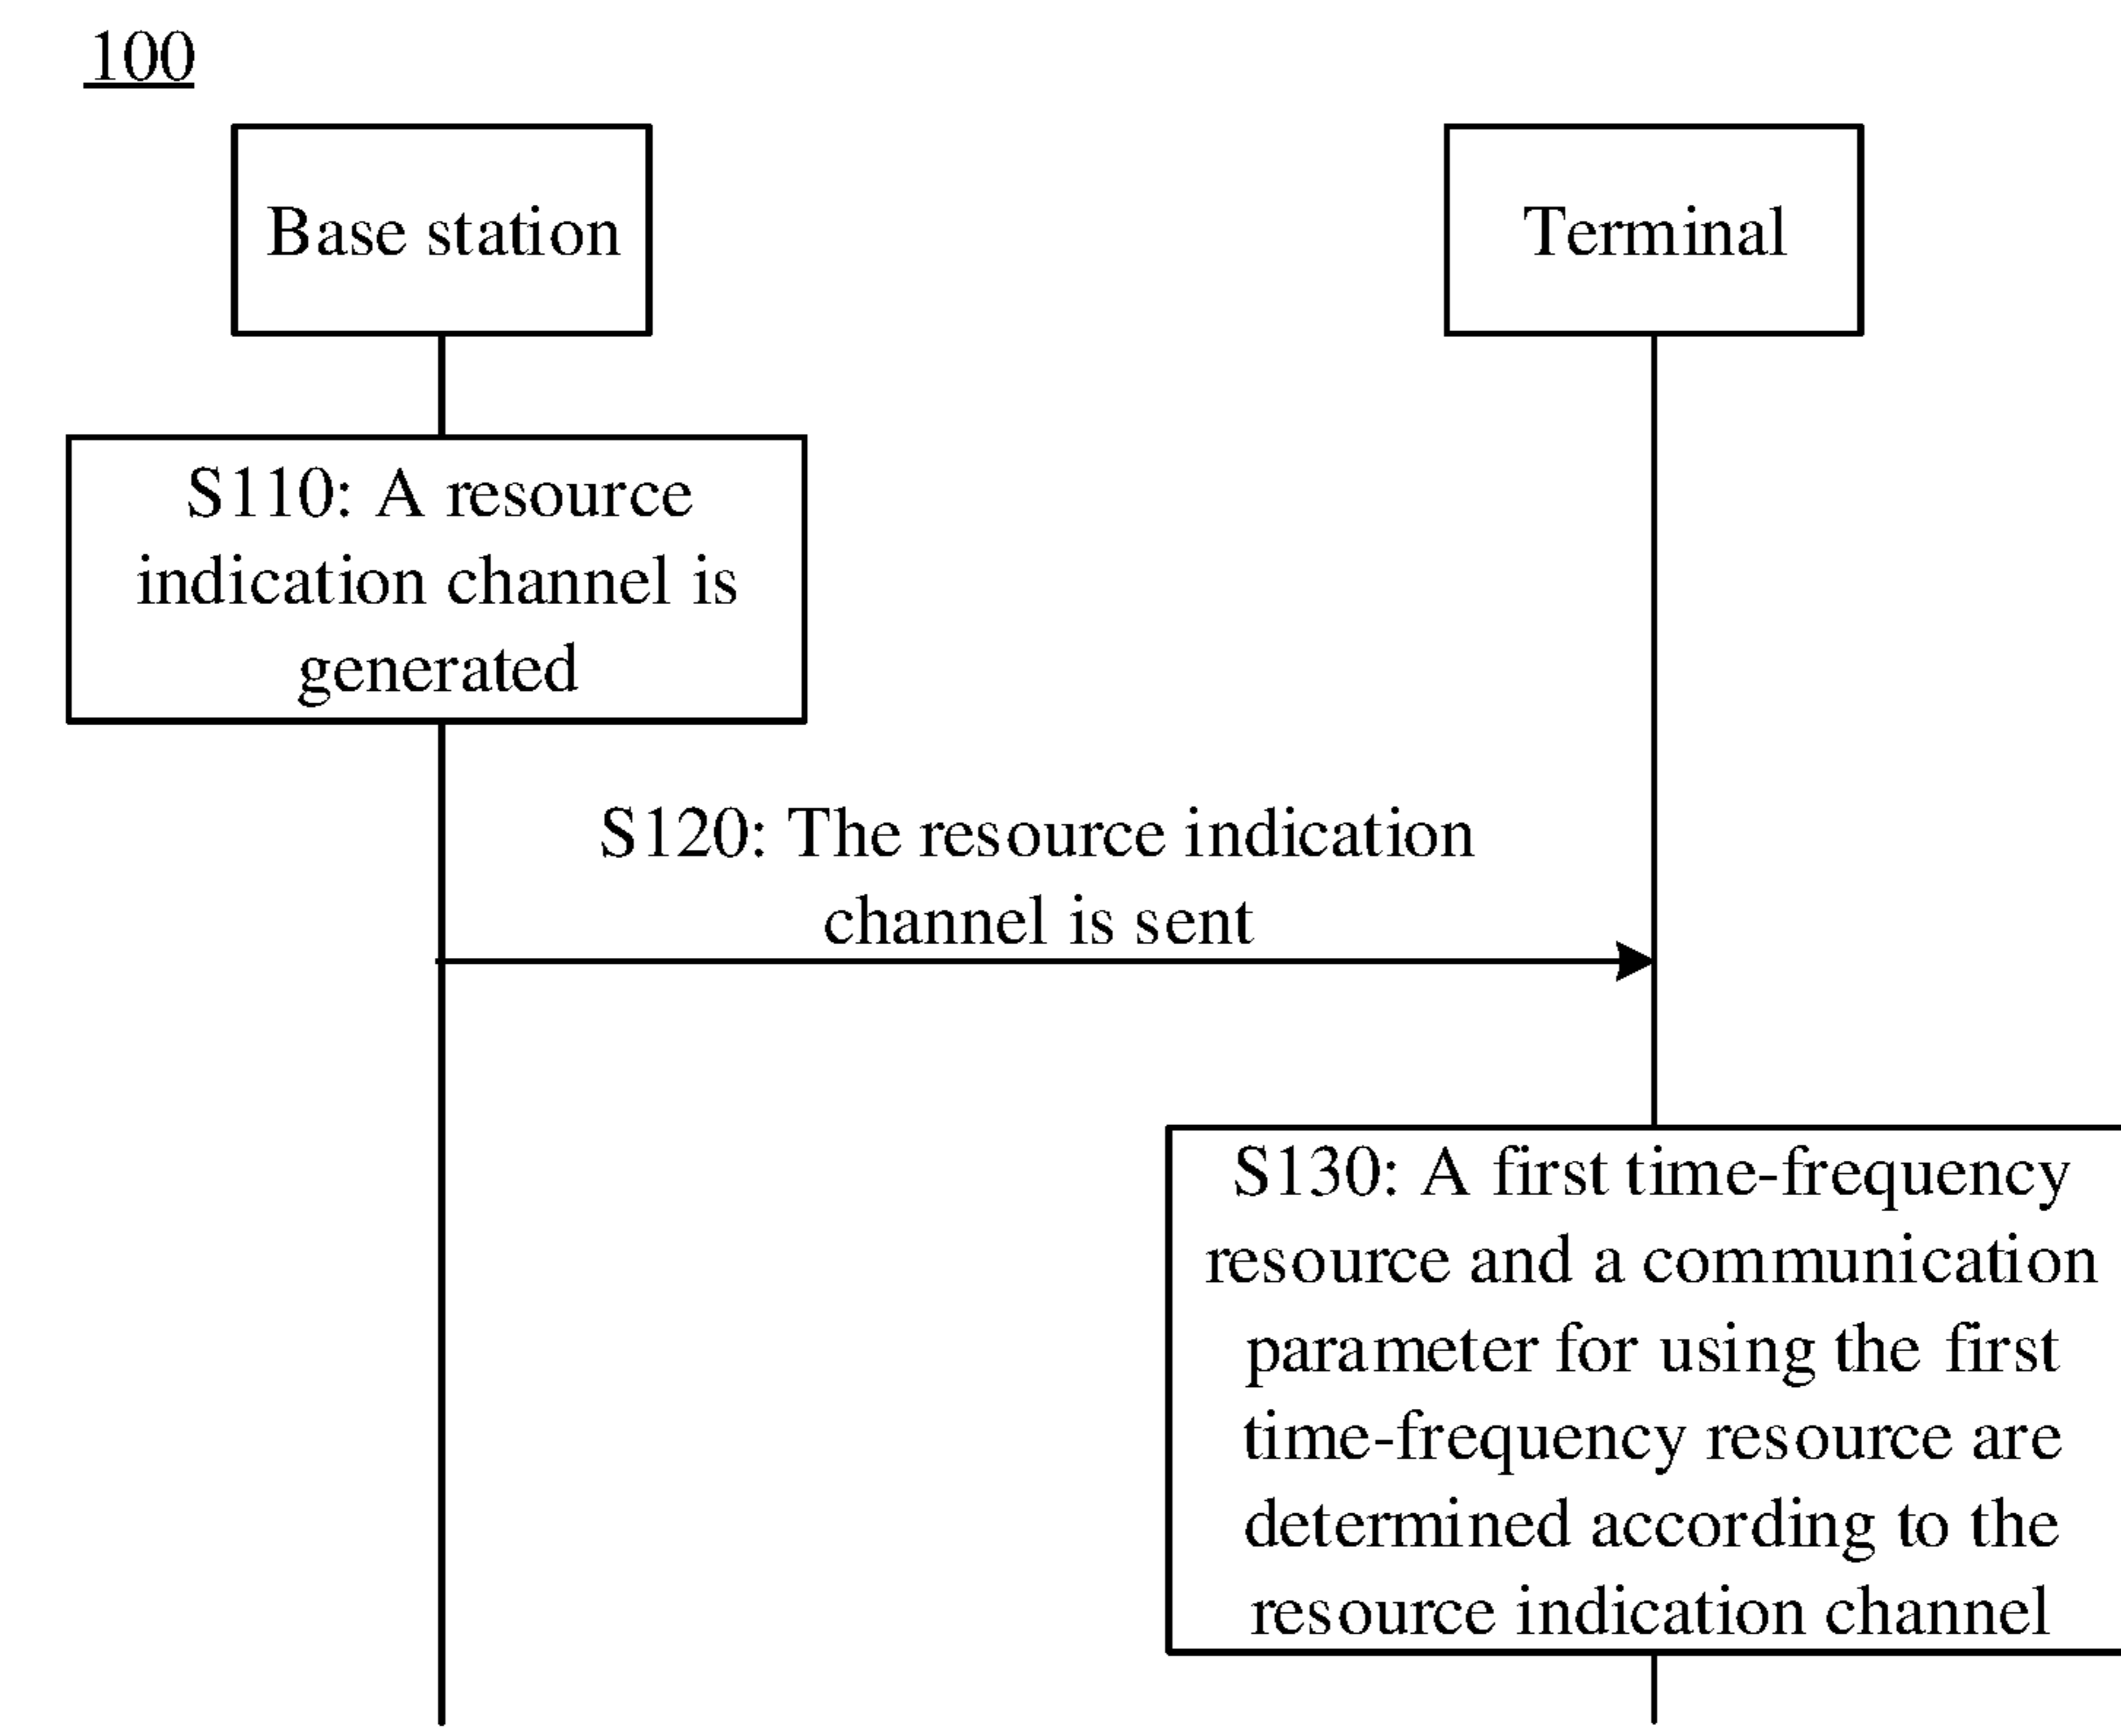 100
Base station
Terminal
S110: A resource
indication channel is
generated
S120: The resource indication
channel is sent
S130: A first time-frequency
resource and a communication
parameter for using the first
time-frequency resource are
determined according to the
resource indication channel